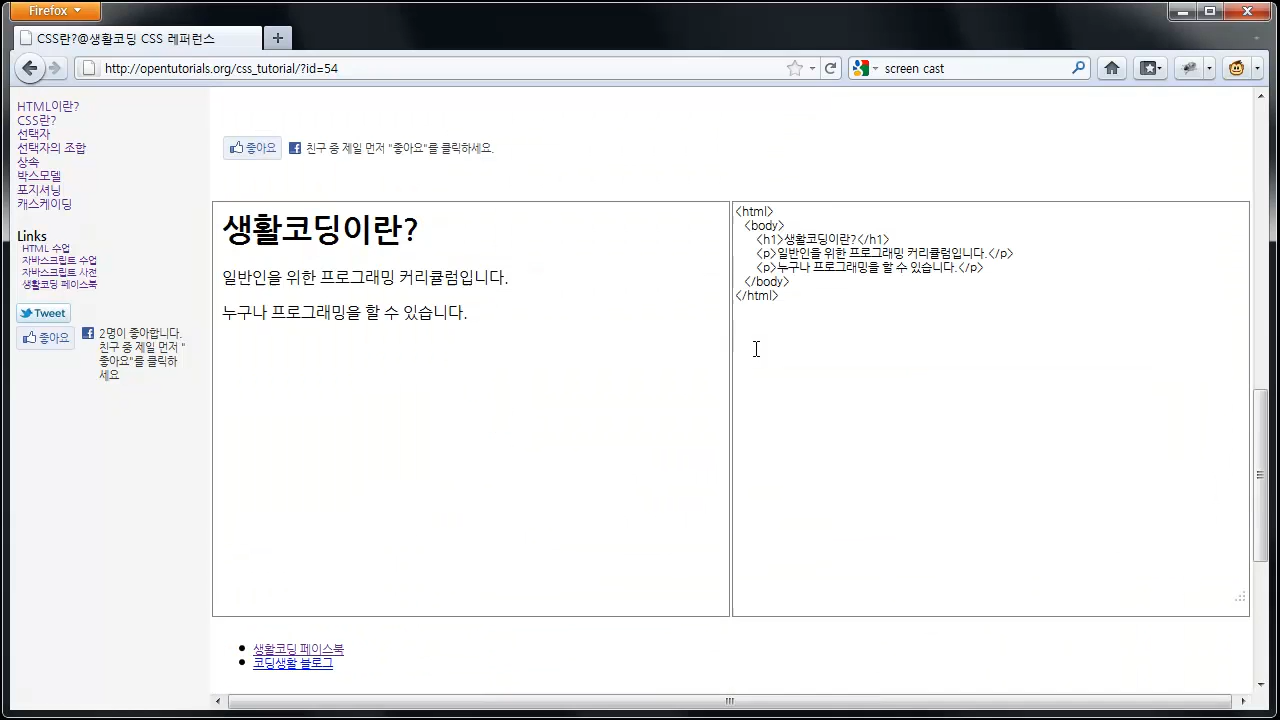 Firefox
CSS란?@생활코딩 CSS 레퍼런스
http://opentutorials.org/css_tutorial/?id=54
screen cast
HTML이란?
CSS란?
선택자
선택자의 조합
상속
박스모델
포지셔닝
캐스케이딩
Links
HTML 수업
자바스크립트 수업
자바스크립트 사전
생활코딩 페이스북
Tweet
좋아요
2명이 좋아합니다.
친구 중 제일 먼저 "
좋아요"를 클릭하
세요
좋아요 친구 중 제일 먼저 "좋아요"를 클릭하세요.
생활코딩이란?
일반인을 위한 프로그래밍 커리큘럼입니다.
누구나 프로그래밍을 할 수 있습니다.
<html>
<body>
<h1>생활코딩이란?</h1>
<p>일반인을 위한 프로그래밍 커리큘럼입니다.</p>
<p>누구나 프로그래밍을 할 수 있습니다.</p>
</body>
</html>
생활코딩 페이스북
코딩생활 블로그